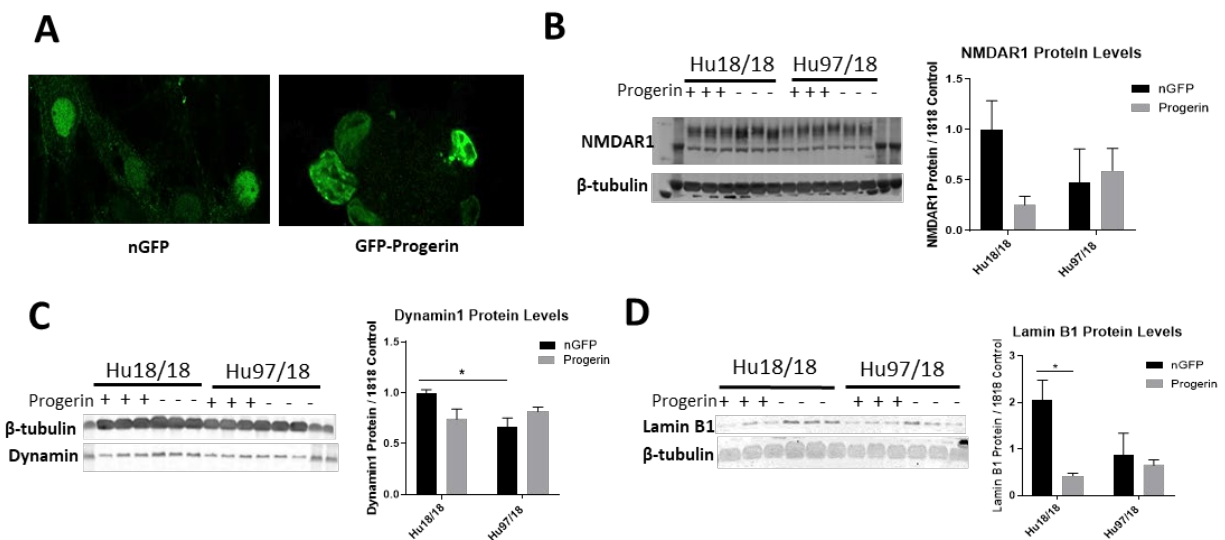 A
nGFP
GFP-Progerin
B
Hu18/18 Hu97/18
Progerin + + + - - - + + + - - -
NMDAR1
β-tubulin
NMDAR1 Protein Levels
NMDAR1 Protein / 1818 Control
1.5
1.0
0.5
0.0
Hu18/18
Hu97/18
nGFP
Progerin
C
Hu18/18 Hu97/18
Progerin + + + - - - + + + - - -
β-tubulin
Dynamin
Dynamin1 Protein Levels
Dynamin1 Protein / 1818 Control
1.5
1.0
0.5
0.0
*
Hu18/18
Hu97/18
nGFP
Progerin
D
Hu18/18 Hu97/18
Progerin + + + - - - + + + - - -
Lamin B1
β-tubulin
Lamin B1 Protein Levels
Lamin B1 Protein / 1818 Control
3
2
1
0
*
Hu18/18
Hu97/18
nGFP
Progerin